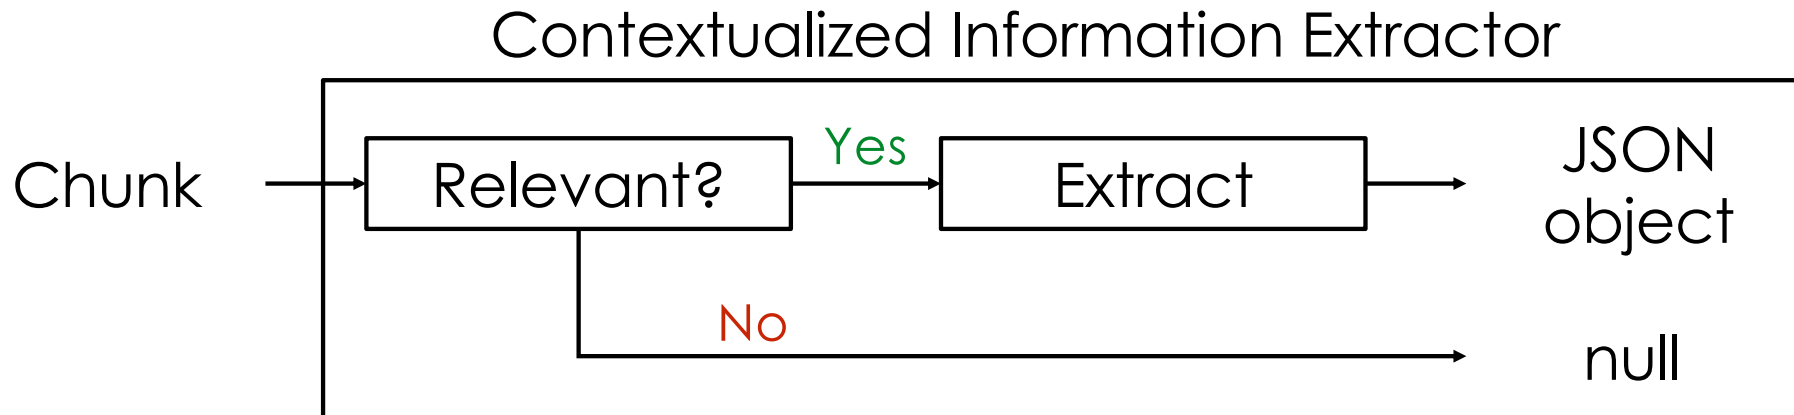 Contextualized Information Extractor
Chunk
Relevant?
Yes
Extract
JSON
object
No
null